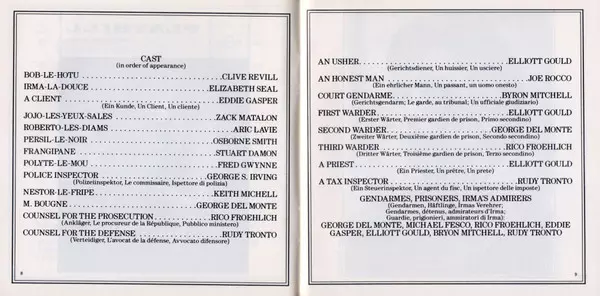 CAST
(in order of appearance)
BOB-LE-HOTU ........ CLIVE REVILL
IRMA-LA-DOUCE ........ ELIZABETH SEAL
A CLIENT ........ EDDIE GASPER
(Ein Kunde, Un Client, Un cliente)
JOJO-LES-YEUX-SALES ........ ZACK MATALON
ROBERTO-LES-DIAMS ........ ARIC LAVIE
PERSIL-LE-NOIR ........ OSBORNE SMITH
FRANGIPANE ........ STUART DAMON
POLYTE-LE-MOU ........ FRED GWYNNE
POLICE INSPECTOR ........ GEORGE S. IRVING
(Polizeiinspektor, Le commissaire, Ispettore di polizia)
NESTOR-LE-FRIPE ........ KEITH MICHELL
M. BOUGNE ........ GEORGE DEL MONTE
COUNSEL FOR THE PROSECUTION ........ RICO FROEHLICH
(Ankläger, Le procureur de la République, Pubblico ministero)
COUNSEL FOR THE DEFENSE ........ RUDY TRONTO
(Verteidiger, L'avocat de la défense, Avvocato difensore)
8
AN USHER ........ ELLIOTT GOULD
(Gerichtsdiener, Un huissier, Un usciere)
AN HONEST MAN ........ JOE ROCCO
(Ein ehrlicher Mann, Un passant, un uomo onesto)
COURT GENDARME ........ BYRON MITCHELL
(Gerichtsgendarm; Le garde, au tribunal; Un ufficiale giudiziario)
FIRST WARDER ........ ELLIOTT GOULD
(Erster Wärter, Premier gardien de prison, Primo secondino)
SECOND WARDER ........ GEORGE DEL MONTE
(Zweiter Wärter, Deuxième gardien de prison, Secondo secondino)
THIRD WARDER ........ RICO FROEHLICH
(Dritter Wärter, Troisième gardien de prison, Terzo secondino)
A PRIEST ........ ELLIOTT GOULD
(Ein Priester, Un prêtre, Un prete)
A TAX INSPECTOR ........ RUDY TRONTO
(Ein Steuerinspektor, Un agent du fisc, Un ispettore delle imposte)
GENDARMES, PRISONERS, IRMA'S ADMIRERS
(Gendarmen, Häftlinge, Irmas Verehrer;
Gendarmes, détenus, admirateurs d'Irma;
Guardie, prigionieri, ammiratori di Irma):
GEORGE DEL MONTE, MICHAEL FESCO, RICO FROEHLICH, EDDIE
GASPER, ELLIOTT GOULD, BRYON MITCHELL, RUDY TRONTO
9